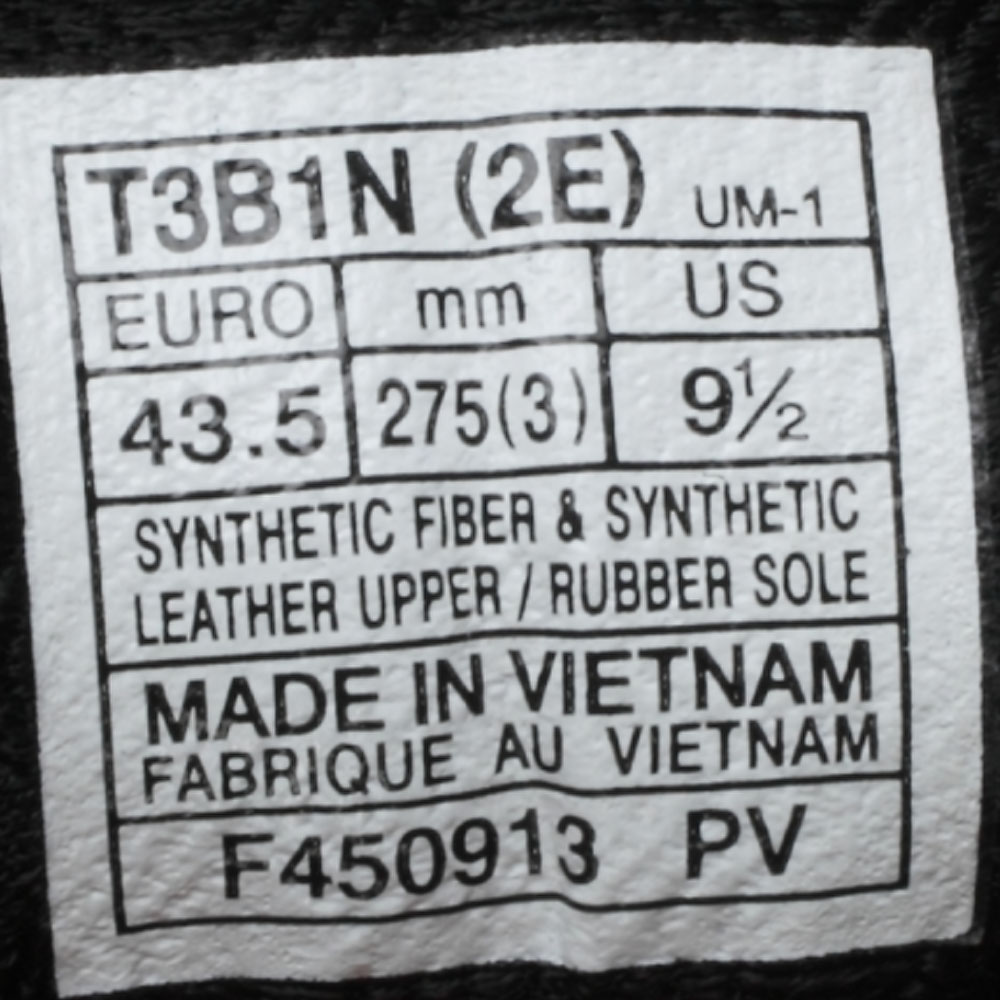 T3B1N (2E) UM-1
EURO mm US
43.5 275(3) 9½
SYNTHETIC FIBER & SYNTHETIC
LEATHER UPPER / RUBBER SOLE
MADE IN VIETNAM
FABRIQUE AU VIETNAM
F450913 PV